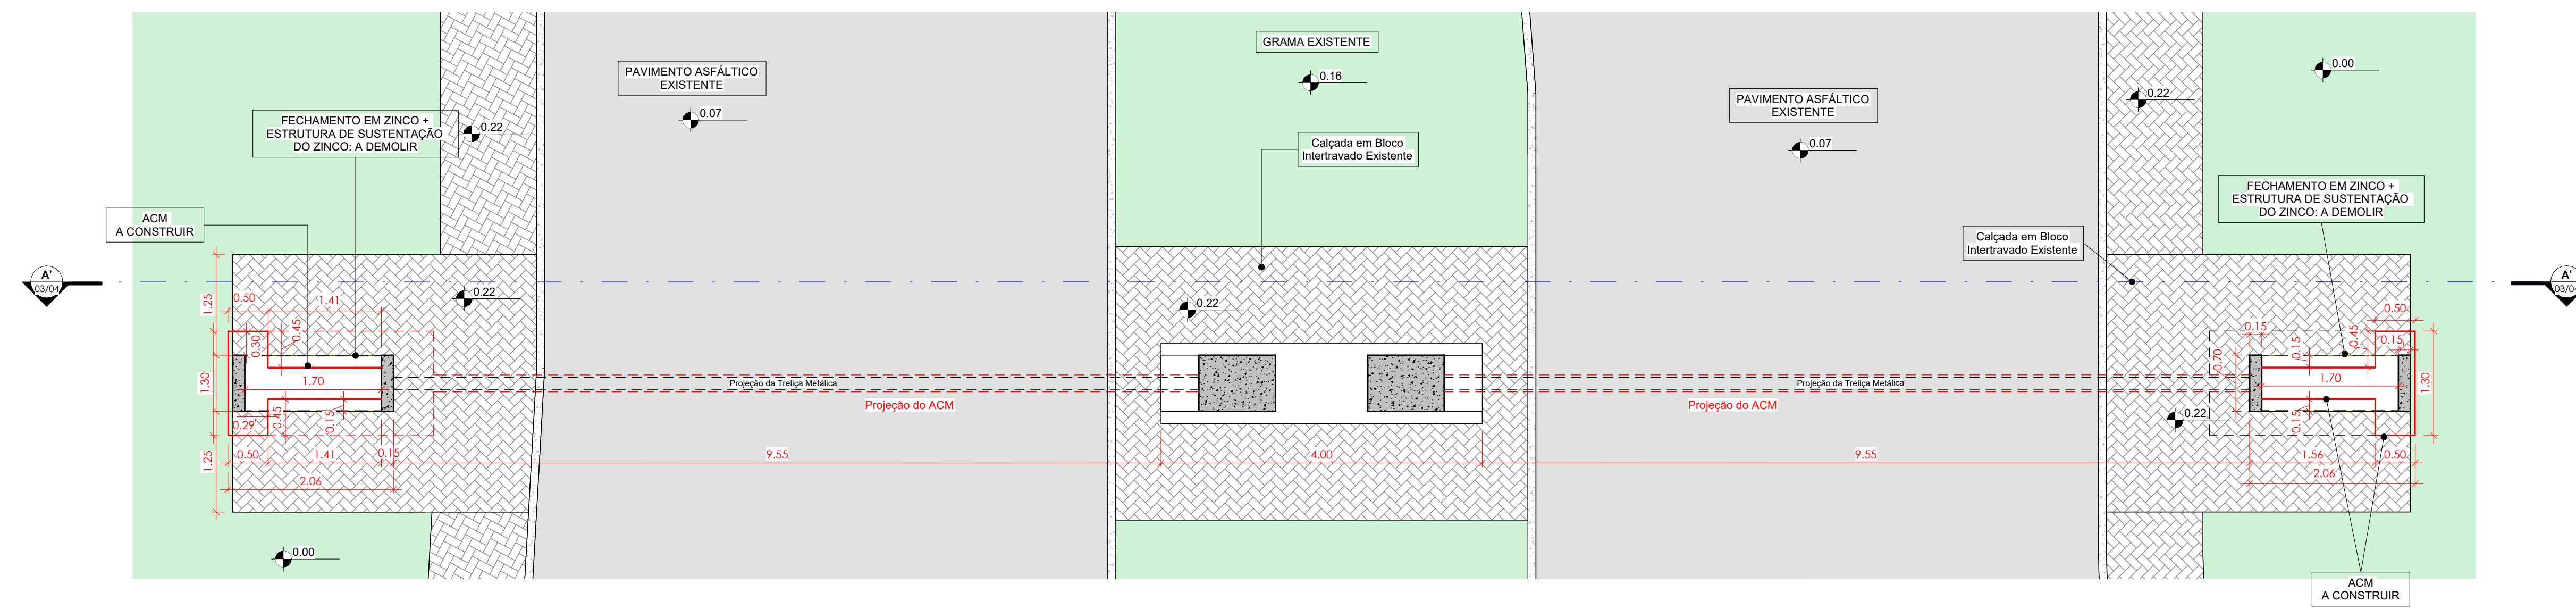 GRAMA EXISTENTE
PAVIMENTO ASFÁLTICO
EXISTENTE
0.16
0.07
FECHAMENTO EM ZINCO +
ESTRUTURA DE SUSTENTAÇÃO
DO ZINCO: A DEMOLIR
0.22
Calçada em Bloco
Intertravado Existente
PAVIMENTO ASFÁLTICO
EXISTENTE
0.07
0.00
0.22
FECHAMENTO EM ZINCO +
ESTRUTURA DE SUSTENTAÇÃO
DO ZINCO: A DEMOLIR
ACM
A CONSTRUIR
Calçada em Bloco
Intertravado Existente
A'
03/04
A'
03/04
0.22
0.22
1.25
0.50
1.41
0.45
0.30
1.30
1.70
0.29
0.45
0.15
1.25
0.50
1.41
0.15
2.06
Projeção da Treliça Metálica
Projeção do ACM
9.55
4.00
Projeção da Treliça Metálica
Projeção do ACM
9.55
0.50
0.15
0.45
0.15
0.15
0.70
1.70
1.30
0.22
0.15
1.56
0.50
2.06
0.00
ACM
A CONSTRUIR